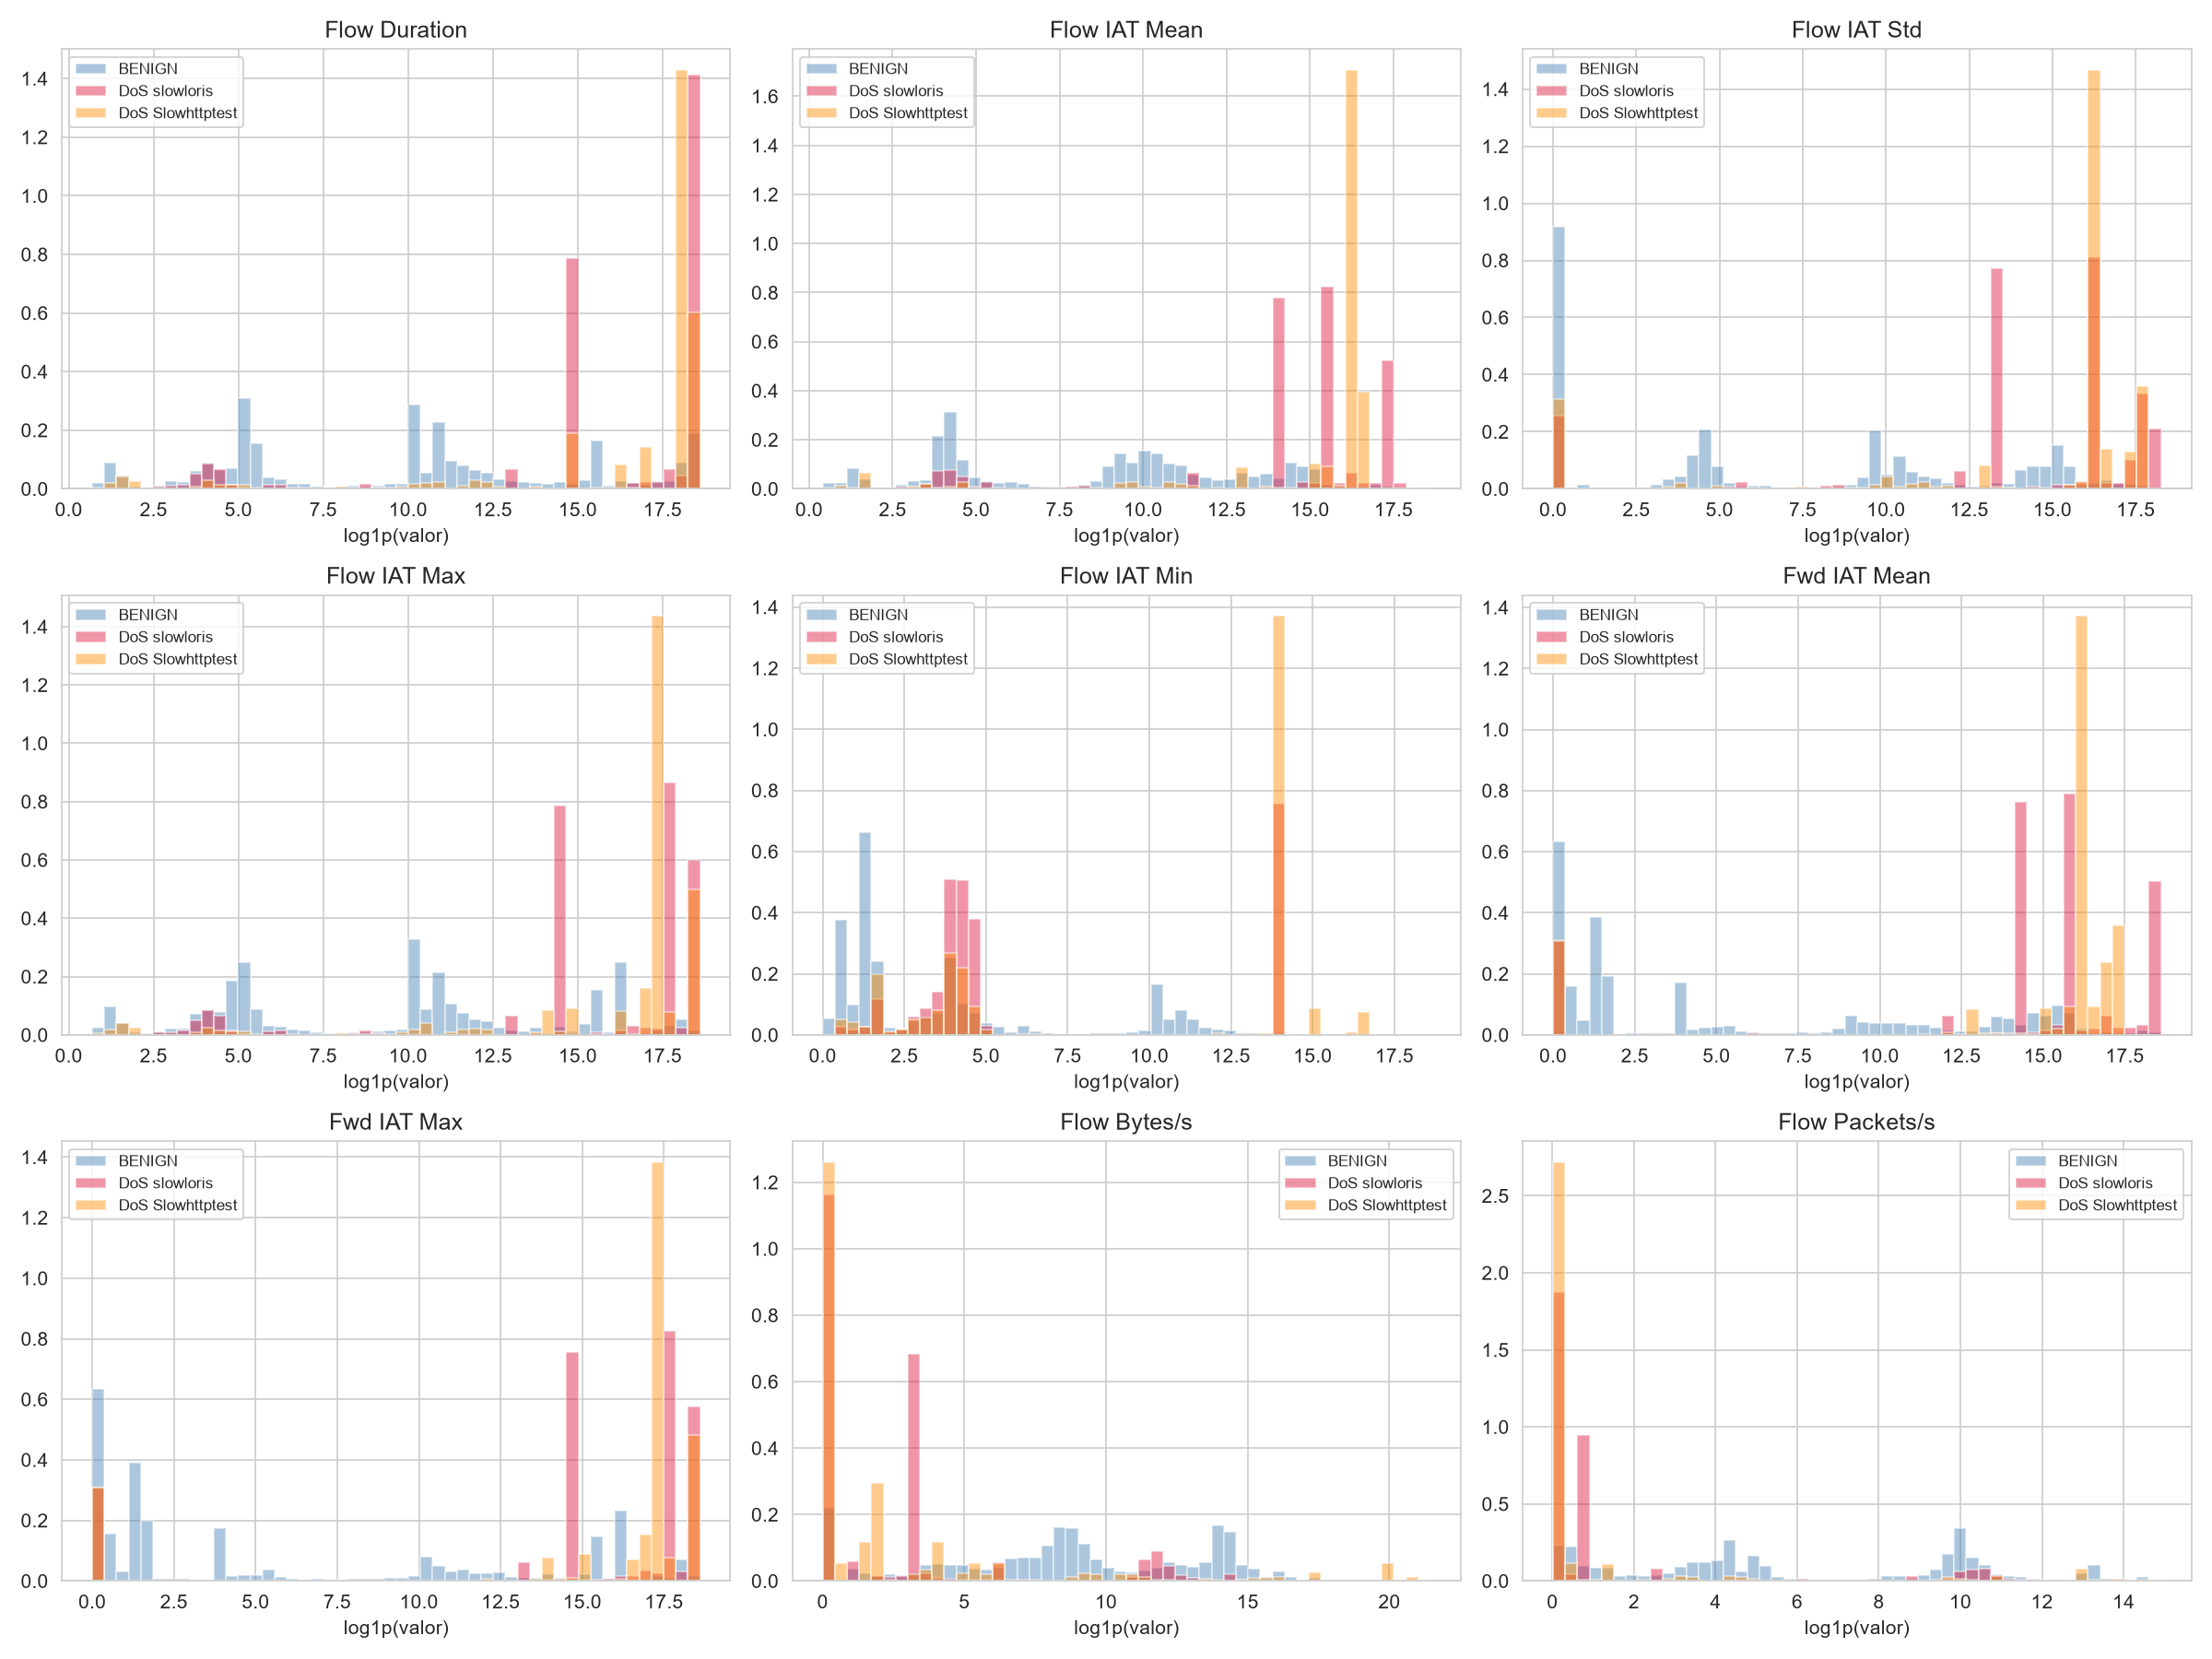 Flow Duration
1.4
1.2
1.0
0.8
0.6
0.4
0.2
0.0
BENIGN
DoS slowloris
DoS Slowhttptest
0.0 2.5 5.0 7.5 10.0 12.5 15.0 17.5
log1p(valor)
Flow IAT Mean
1.6
1.4
1.2
1.0
0.8
0.6
0.4
0.2
0.0
BENIGN
DoS slowloris
DoS Slowhttptest
0.0 2.5 5.0 7.5 10.0 12.5 15.0 17.5
log1p(valor)
Flow IAT Std
1.4
1.2
1.0
0.8
0.6
0.4
0.2
0.0
BENIGN
DoS slowloris
DoS Slowhttptest
0.0 2.5 5.0 7.5 10.0 12.5 15.0 17.5
log1p(valor)
Flow IAT Max
1.4
1.2
1.0
0.8
0.6
0.4
0.2
0.0
BENIGN
DoS slowloris
DoS Slowhttptest
0.0 2.5 5.0 7.5 10.0 12.5 15.0 17.5
log1p(valor)
Flow IAT Min
1.4
1.2
1.0
0.8
0.6
0.4
0.2
0.0
BENIGN
DoS slowloris
DoS Slowhttptest
0.0 2.5 5.0 7.5 10.0 12.5 15.0 17.5
log1p(valor)
Fwd IAT Mean
1.4
1.2
1.0
0.8
0.6
0.4
0.2
0.0
BENIGN
DoS slowloris
DoS Slowhttptest
0.0 2.5 5.0 7.5 10.0 12.5 15.0 17.5
log1p(valor)
Fwd IAT Max
1.4
1.2
1.0
0.8
0.6
0.4
0.2
0.0
BENIGN
DoS slowloris
DoS Slowhttptest
0.0 2.5 5.0 7.5 10.0 12.5 15.0 17.5
log1p(valor)
Flow Bytes/s
1.2
1.0
0.8
0.6
0.4
0.2
0.0
BENIGN
DoS slowloris
DoS Slowhttptest
0 5 10 15 20
log1p(valor)
Flow Packets/s
2.5
2.0
1.5
1.0
0.5
0.0
BENIGN
DoS slowloris
DoS Slowhttptest
0 2 4 6 8 10 12 14
log1p(valor)